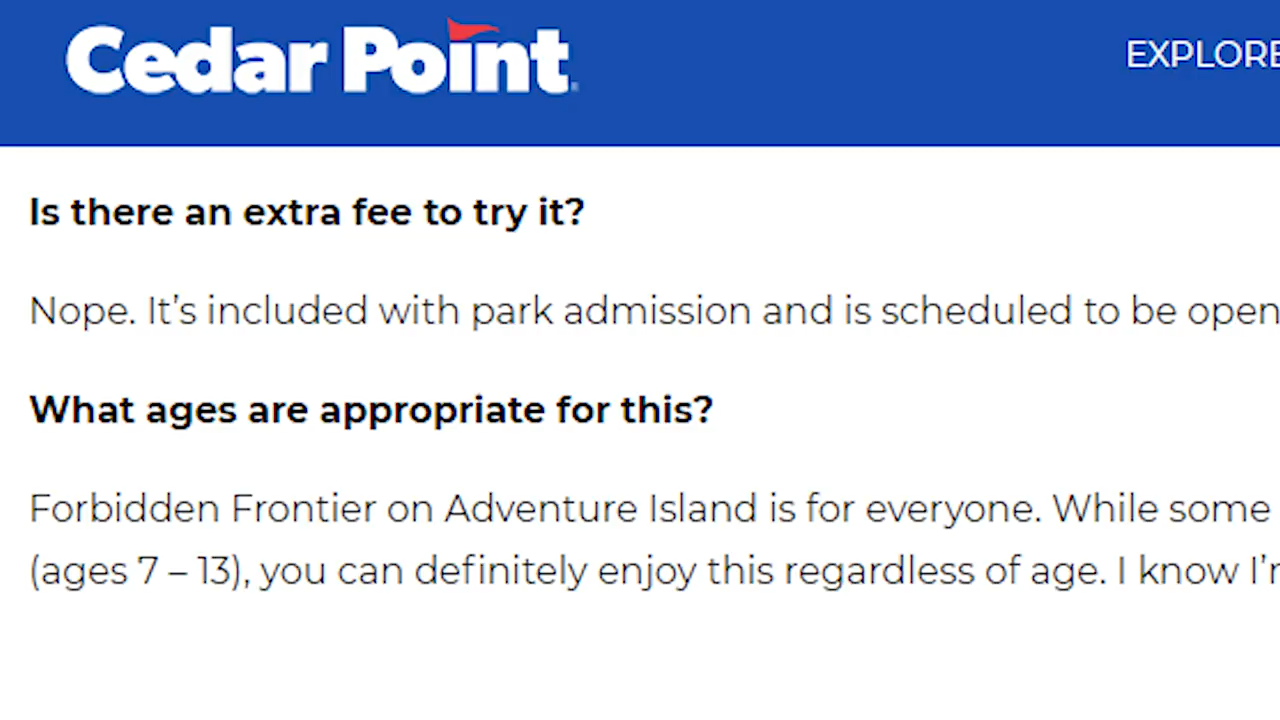 Cedar Point
EXPLORE
Is there an extra fee to try it?
Nope. It’s included with park admission and is scheduled to be open
What ages are appropriate for this?
Forbidden Frontier on Adventure Island is for everyone. While some
(ages 7 – 13), you can definitely enjoy this regardless of age. I know I’